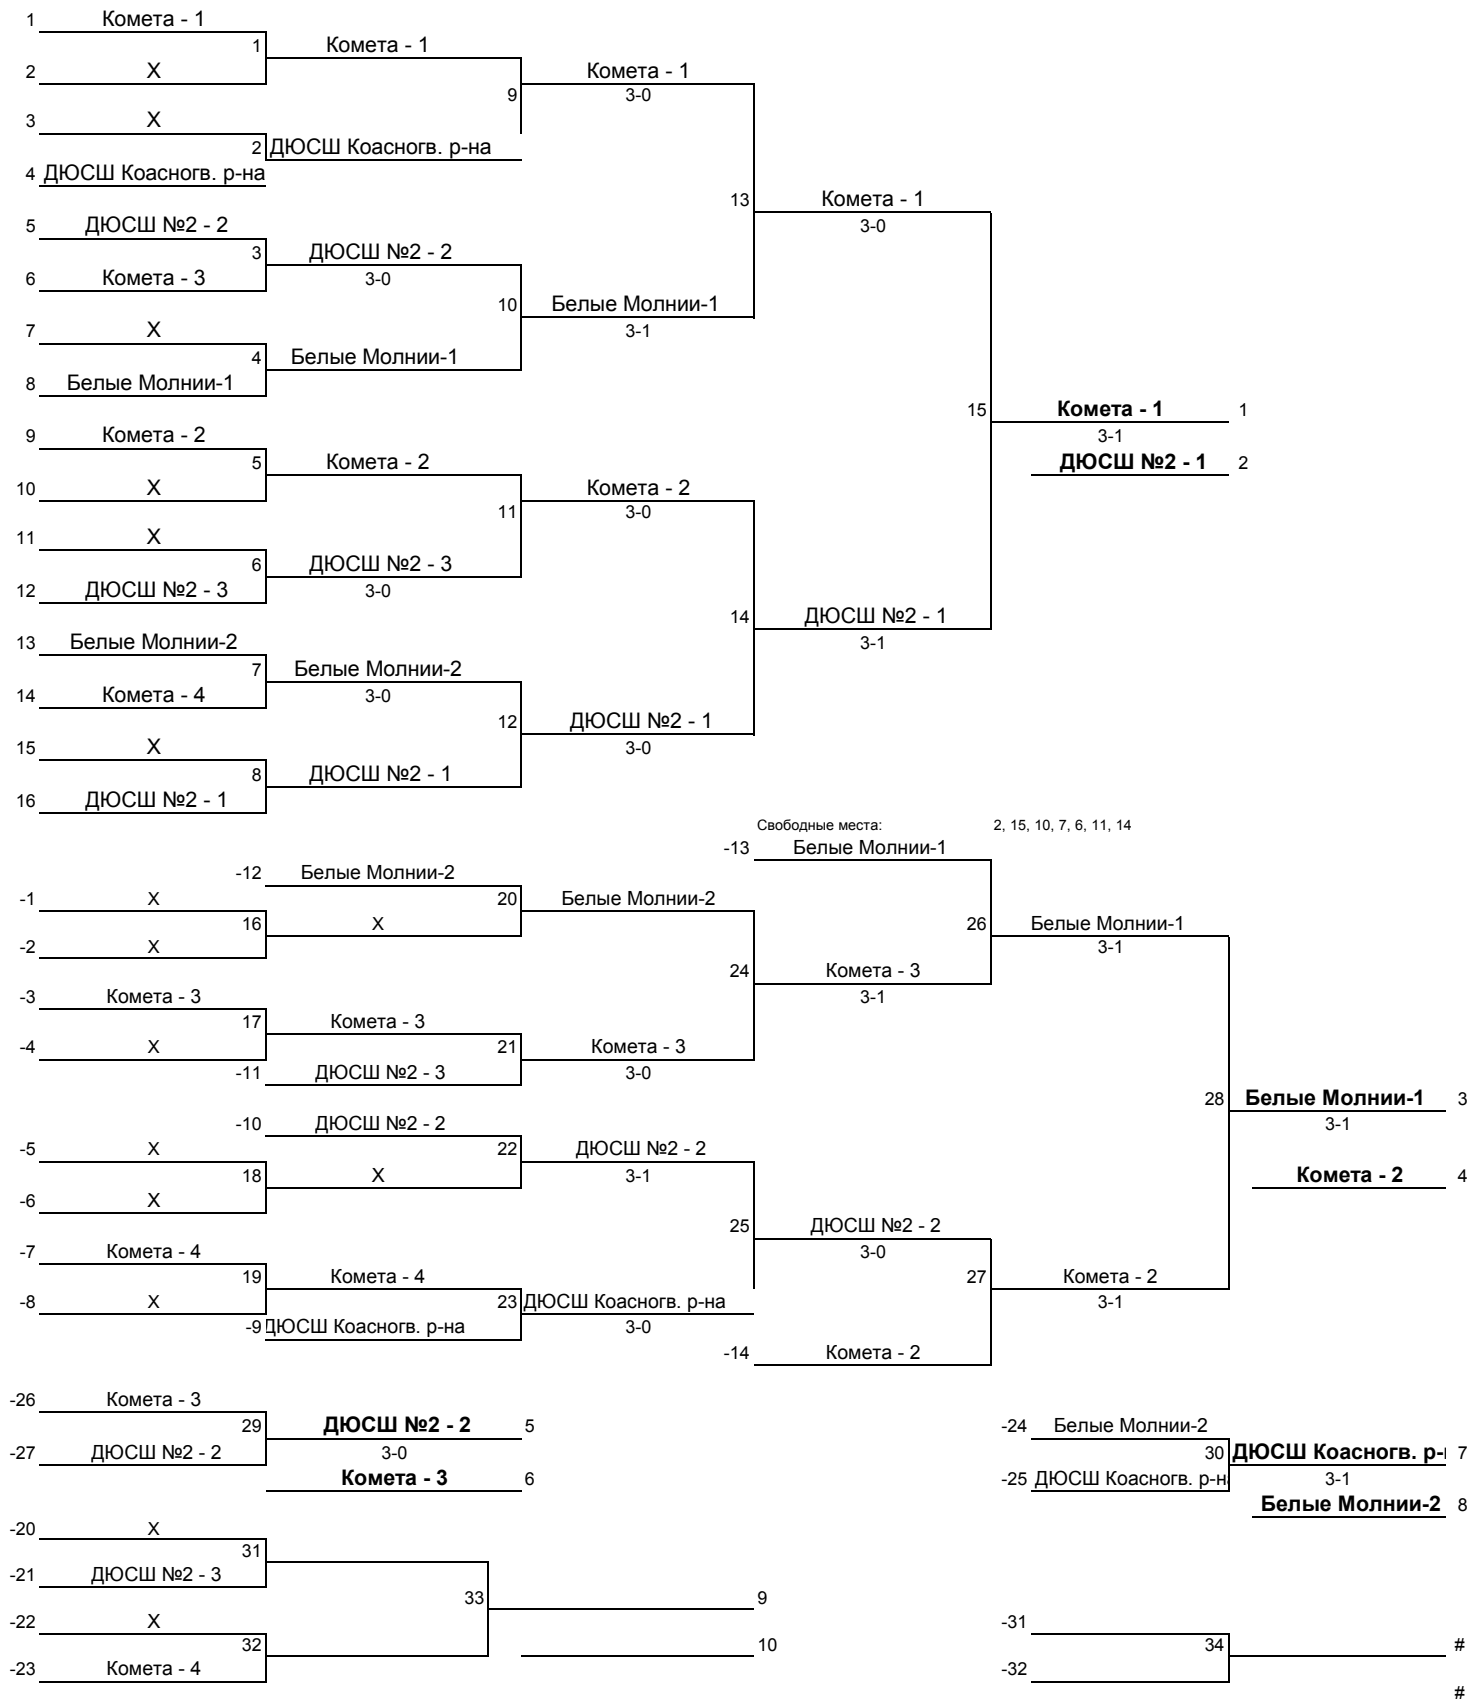 1 Комета - 1
1 Комета - 1
2 X
Комета - 1
9 3-0
3 X
2 ДЮСШ Коасногв. р-на
4 ДЮСШ Коасногв. р-на
13 Комета - 1
3-0
5 ДЮСШ №2 - 2
3 ДЮСШ №2 - 2
6 Комета - 3 3-0
10 Белые Молнии-1
3-1
7 X
4 Белые Молнии-1
8 Белые Молнии-1
15 Комета - 1 1
3-1
ДЮСШ №2 - 1 2
9 Комета - 2
5 Комета - 2
10 X
Комета - 2
11 3-0
11 X
6 ДЮСШ №2 - 3
12 ДЮСШ №2 - 3 3-0
14 ДЮСШ №2 - 1
3-1
13 Белые Молнии-2
7 Белые Молнии-2
14 Комета - 4 3-0
12 ДЮСШ №2 - 1
3-0
15 X
8 ДЮСШ №2 - 1
16 ДЮСШ №2 - 1
Свободные места: 2, 15, 10, 7, 6, 11, 14
-13 Белые Молнии-1
-12 Белые Молнии-2
-1 X 20 Белые Молнии-2
16 X 26 Белые Молнии-1
-2 X 3-1
24 Комета - 3
3-1
-3 Комета - 3
17 Комета - 3
-4 X 21 Комета - 3
-11 ДЮСШ №2 - 3 3-0
28 Белые Молнии-1 3
3-1
-10 ДЮСШ №2 - 2
-5 X 22 ДЮСШ №2 - 2
18 X 3-1
Комета - 2 4
-6 X
25 ДЮСШ №2 - 2
3-0
-7 Комета - 4
19 Комета - 4
27 Комета - 2
3-1
-8 X 23 ДЮСШ Коасногв. р-на
-9 ДЮСШ Коасногв. р-на 3-0
-14 Комета - 2
-26 Комета - 3
29 ДЮСШ №2 - 2 5
-27 ДЮСШ №2 - 2 3-0
Комета - 3 6
-24 Белые Молнии-2
30 ДЮСШ Коасногв. р- 7
-25 ДЮСШ Коасногв. р-н 3-1
Белые Молнии-2 8
-20 X
31
-21 ДЮСШ №2 - 3
33 9
-22 X
32 10
-23 Комета - 4
-31
34 #
-32
#